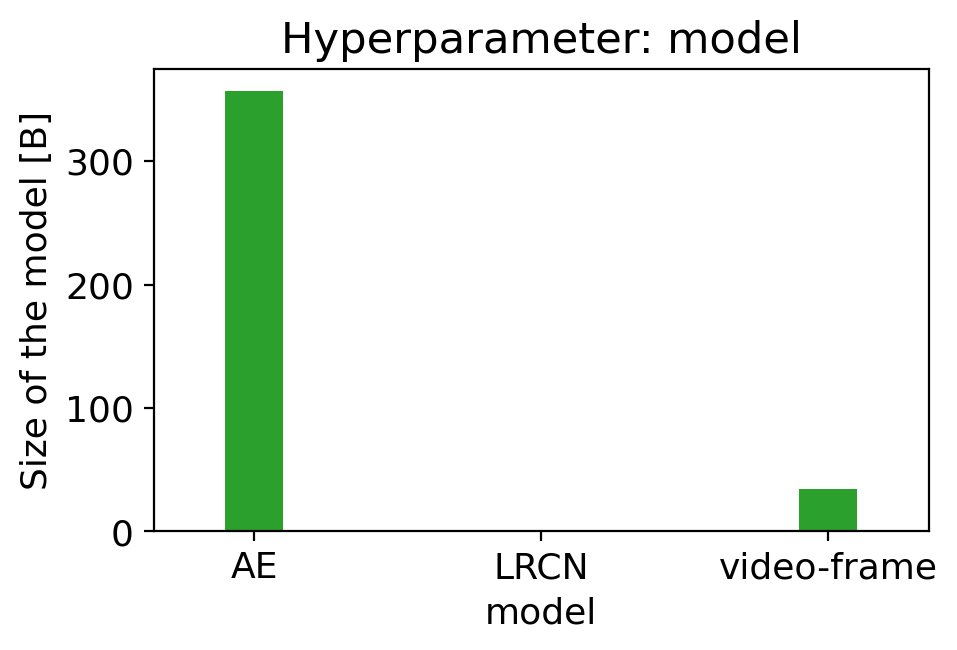 Hyperparameter: model
Size of the model [B]
300
200
100
0
AE LRCN video-frame
model